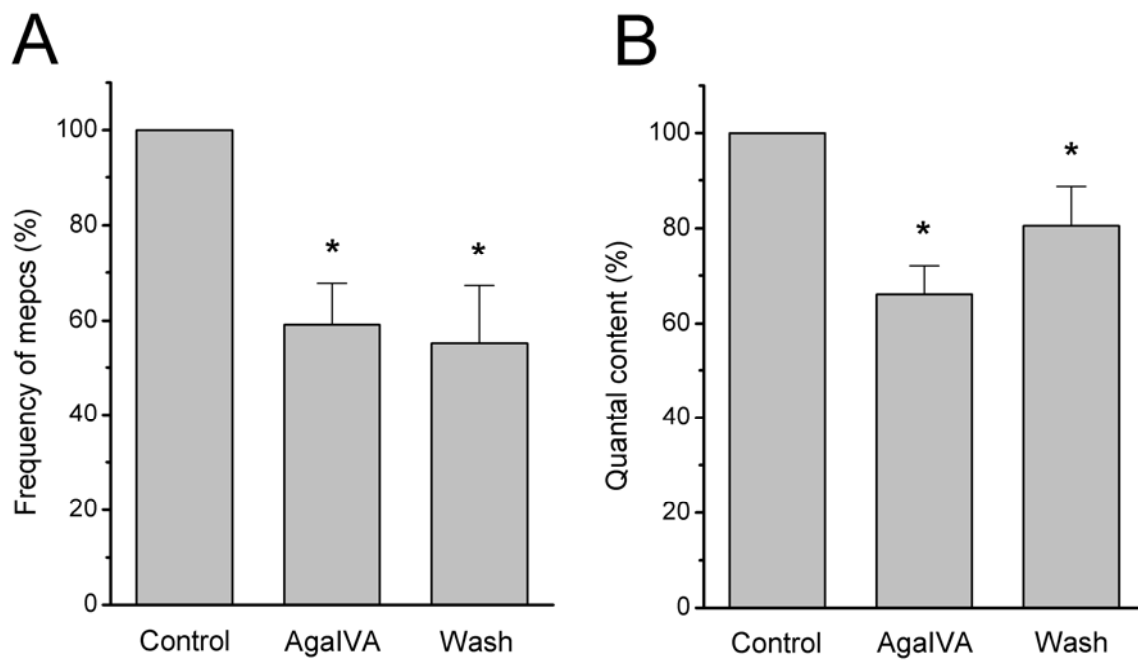 A
Frequency of mepcs (%)
100
80
60
40
20
0
*
*
Control AgaIVA Wash
B
Quantal content (%)
100
80
60
40
20
0
*
*
Control AgaIVA Wash